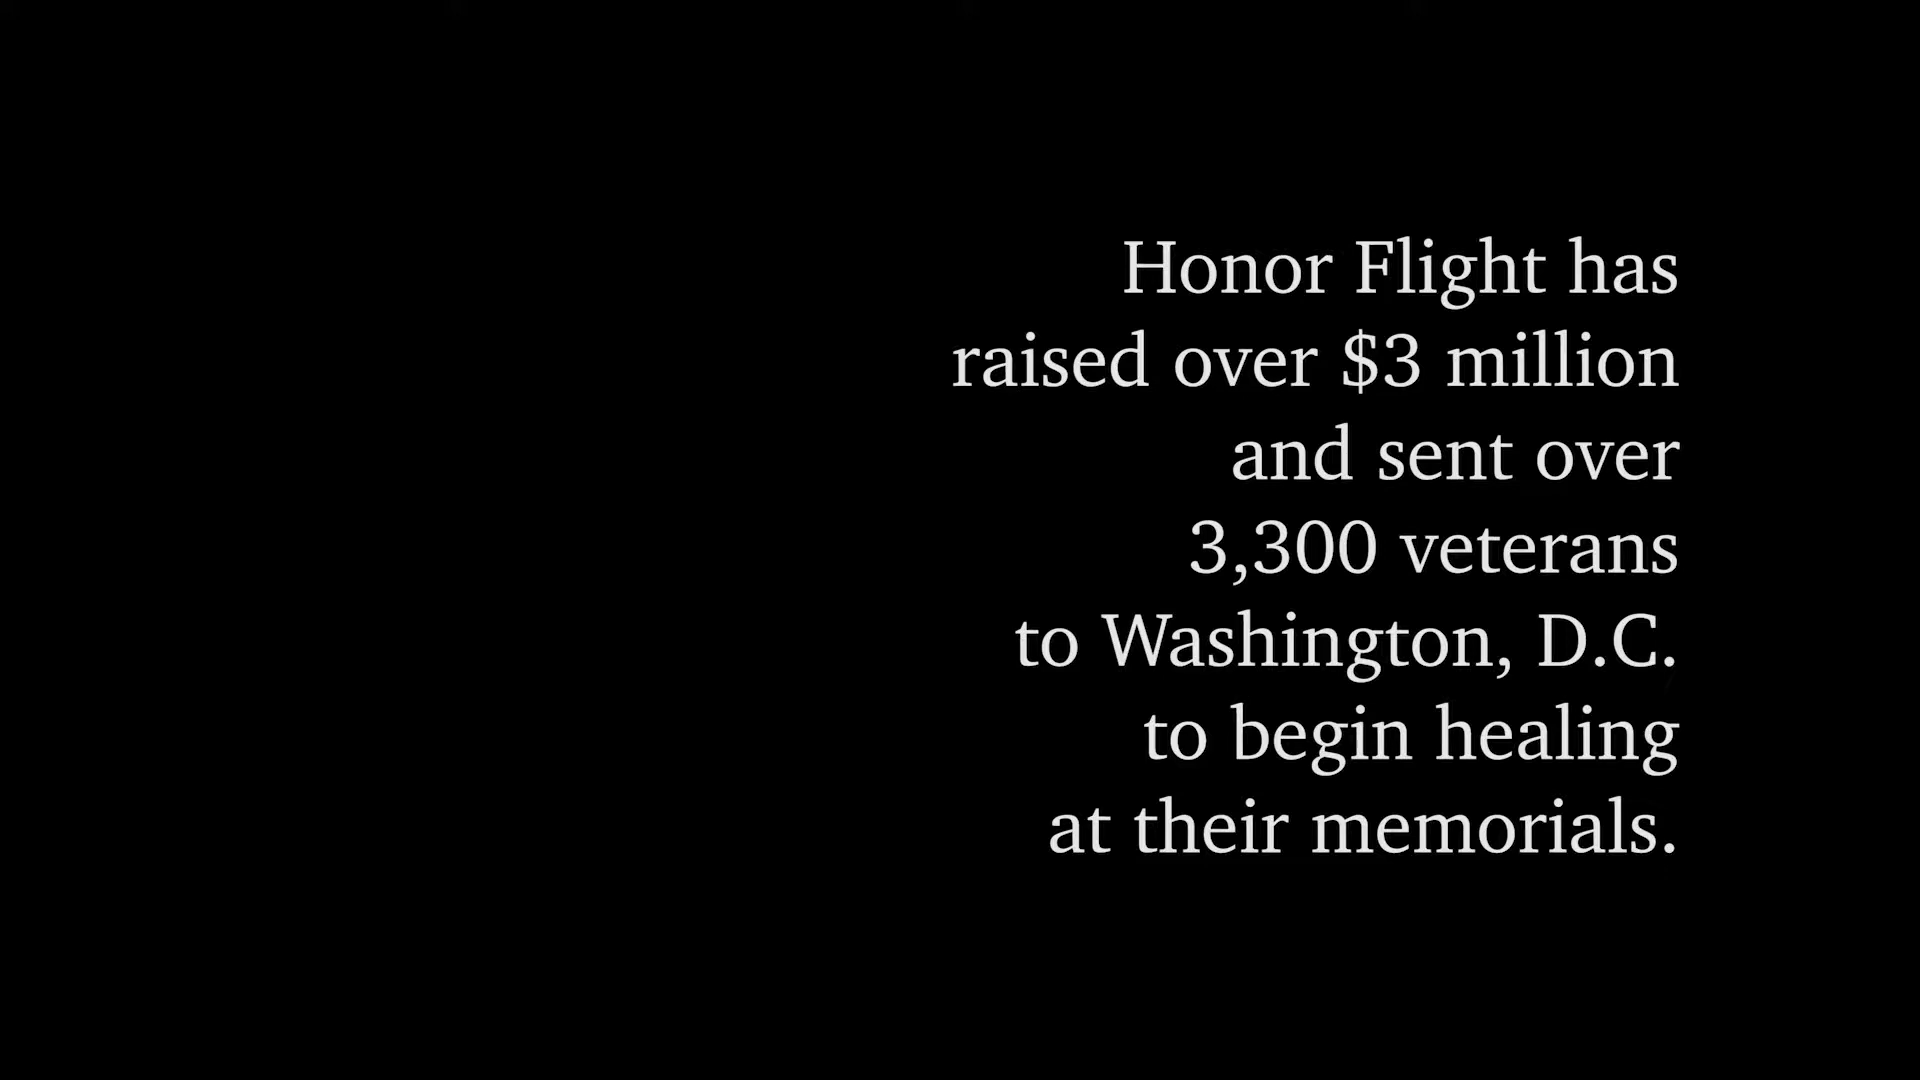 Honor Flight has
raised over $3 million
and sent over
3,300 veterans
to Washington, D.C.
to begin healing
at their memorials.